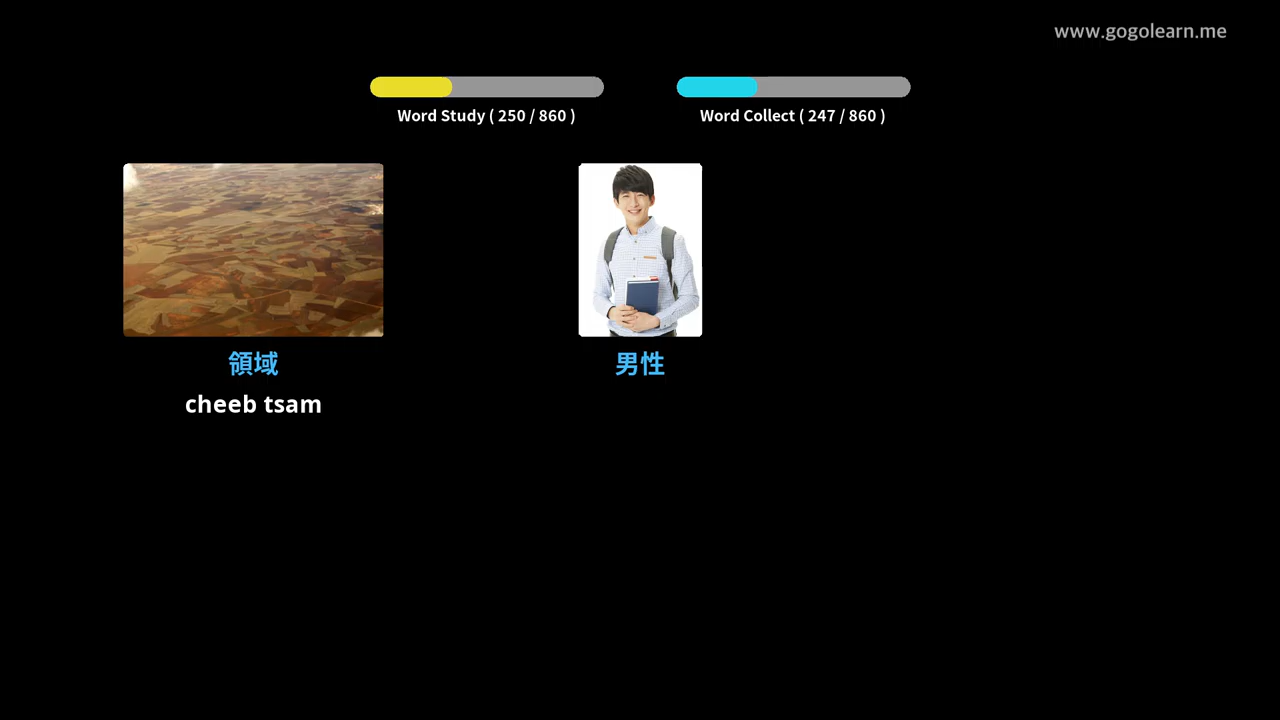 www.gogolearn.me
Word Study ( 250 / 860 )
Word Collect ( 247 / 860 )
領域
男性
cheeb tsam